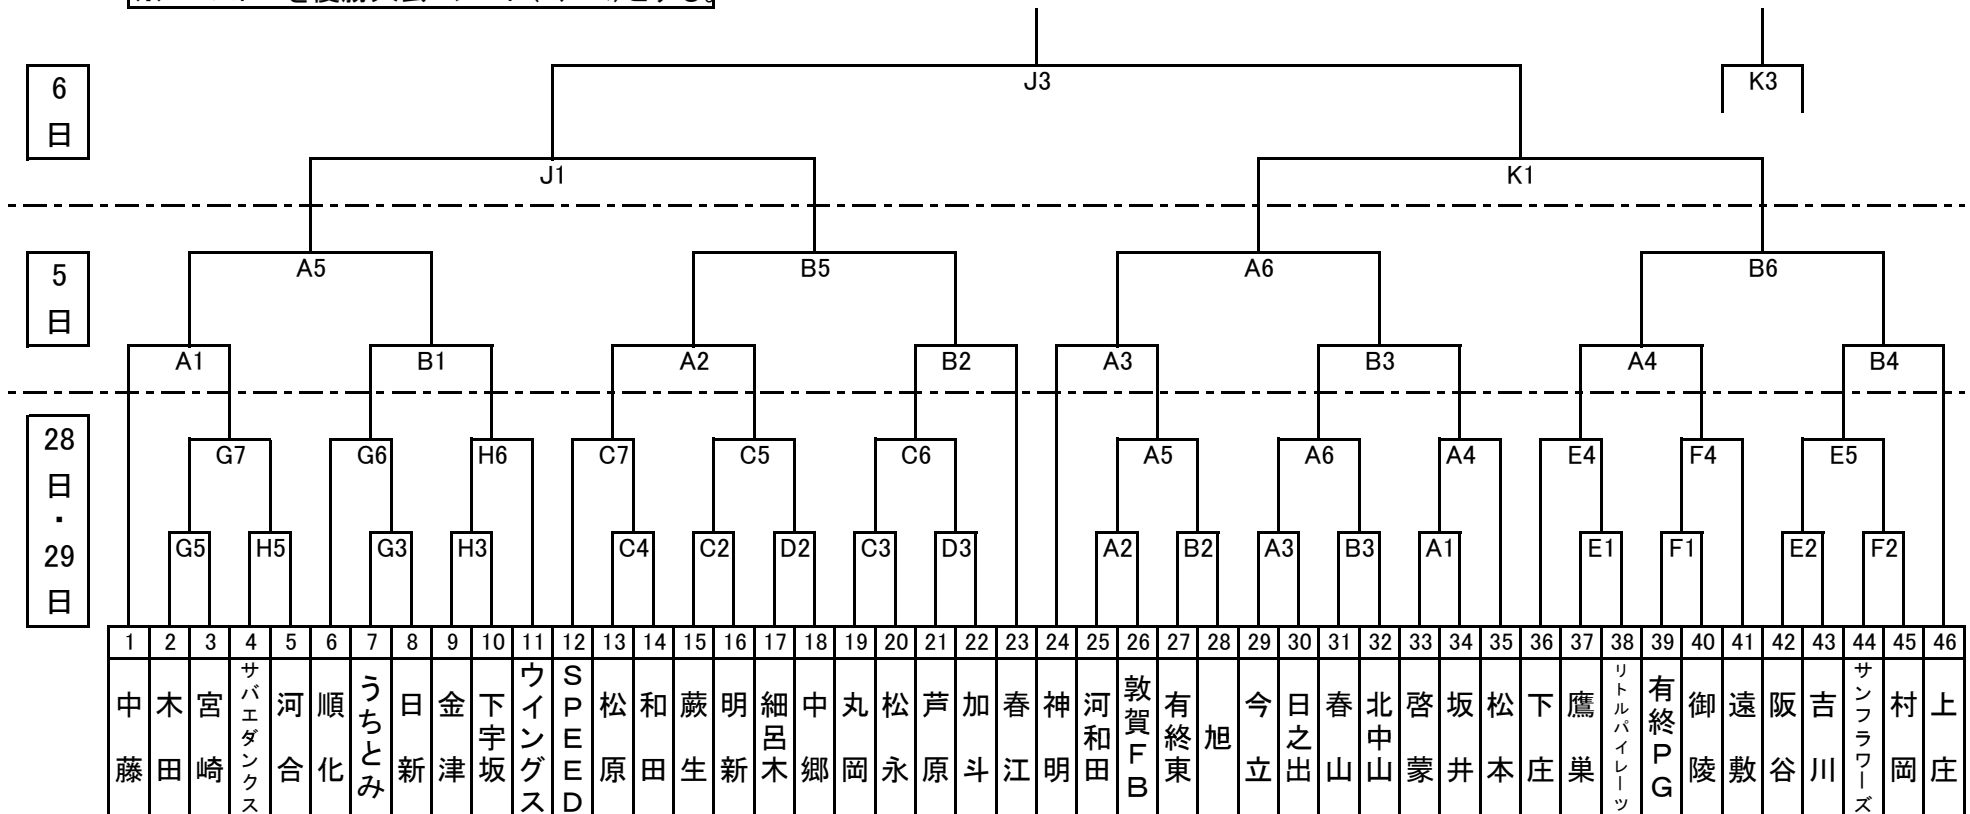 J3
K3
6
日
J1
K1
5
日
A5
B5
A6
B6
A1
B1
A2
B2
A3
B3
A4
B4
28
日
・
29
日
G7
G6
H6
C7
C5
C6
A5
A6
A4
E4
F4
E5
G5
H5
G3
H3
C4
C2
D2
C3
D3
A2
B2
A3
B3
A1
E1
F1
E2
F2
1 2 3 4 5 6 7 8 9 10 11 12 13 14 15 16 17 18 19 20 21 22 23 24 25 26 27 28 29 30 31 32 33 34 35 36 37 38 39 40 41 42 43 44 45 46
中藤
木田
宮崎
サバエダンクス
河合
順化
うちとみ
日新
金津
下宇坂
ウイングス
SPEED
松原
和田
蕨生
明新
細呂木
中郷
丸岡
松永
芦原
加斗
春江
神明
河和田
敦賀FB
有終東
旭
今立
日之出
春山
北中山
啓蒙
坂井
松本
下庄
鷹巣
リトルパイレーツ
有終PG
御陵
遠敷
阪谷
吉川
サンフラワーズ
村岡
上庄